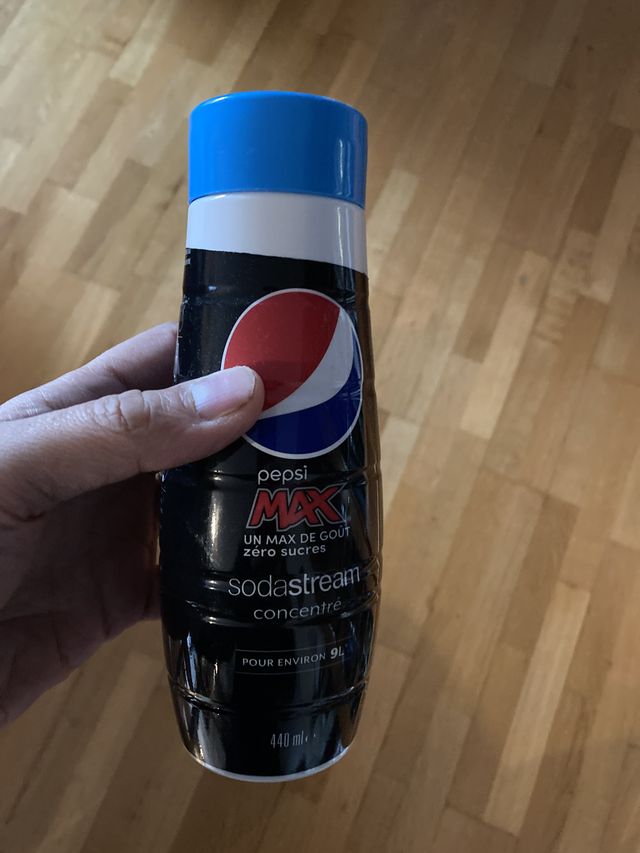 pepsi
MAX
UN MAX DE GOÛT
zéro sucres
sodastream
concentré
POUR ENVIRON 9L
440 ml e